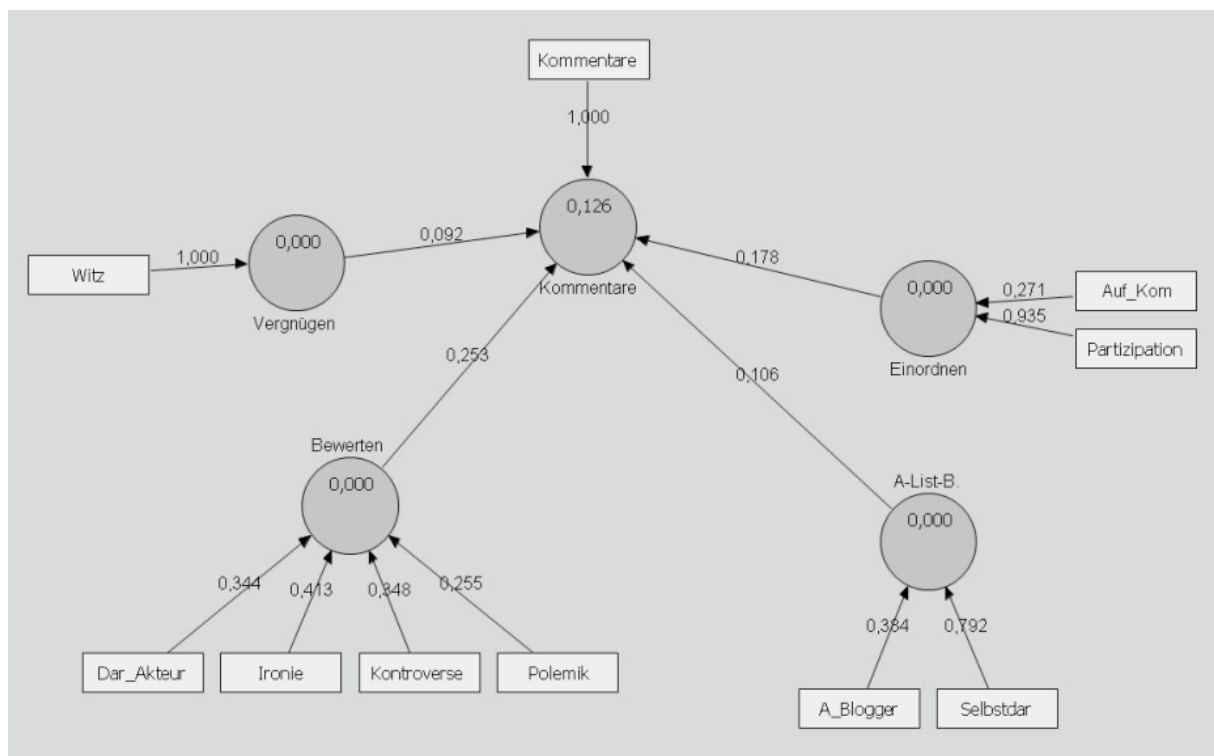 Kommentare
1,000
0,126
Kommentare
0,000
0,092
1,000
Witz
Vergnügen
0,178
0,000
0,271
Auf_Kom
0,935
Partizipation
Einordnen
0,253
0,106
Bewerten
0,000
A-List-B.
0,000
0,344
0,413
0,348
0,255
Dar_Akteur
Ironie
Kontroverse
Polemik
0,384
0,792
A_Blogger
Selbstdar